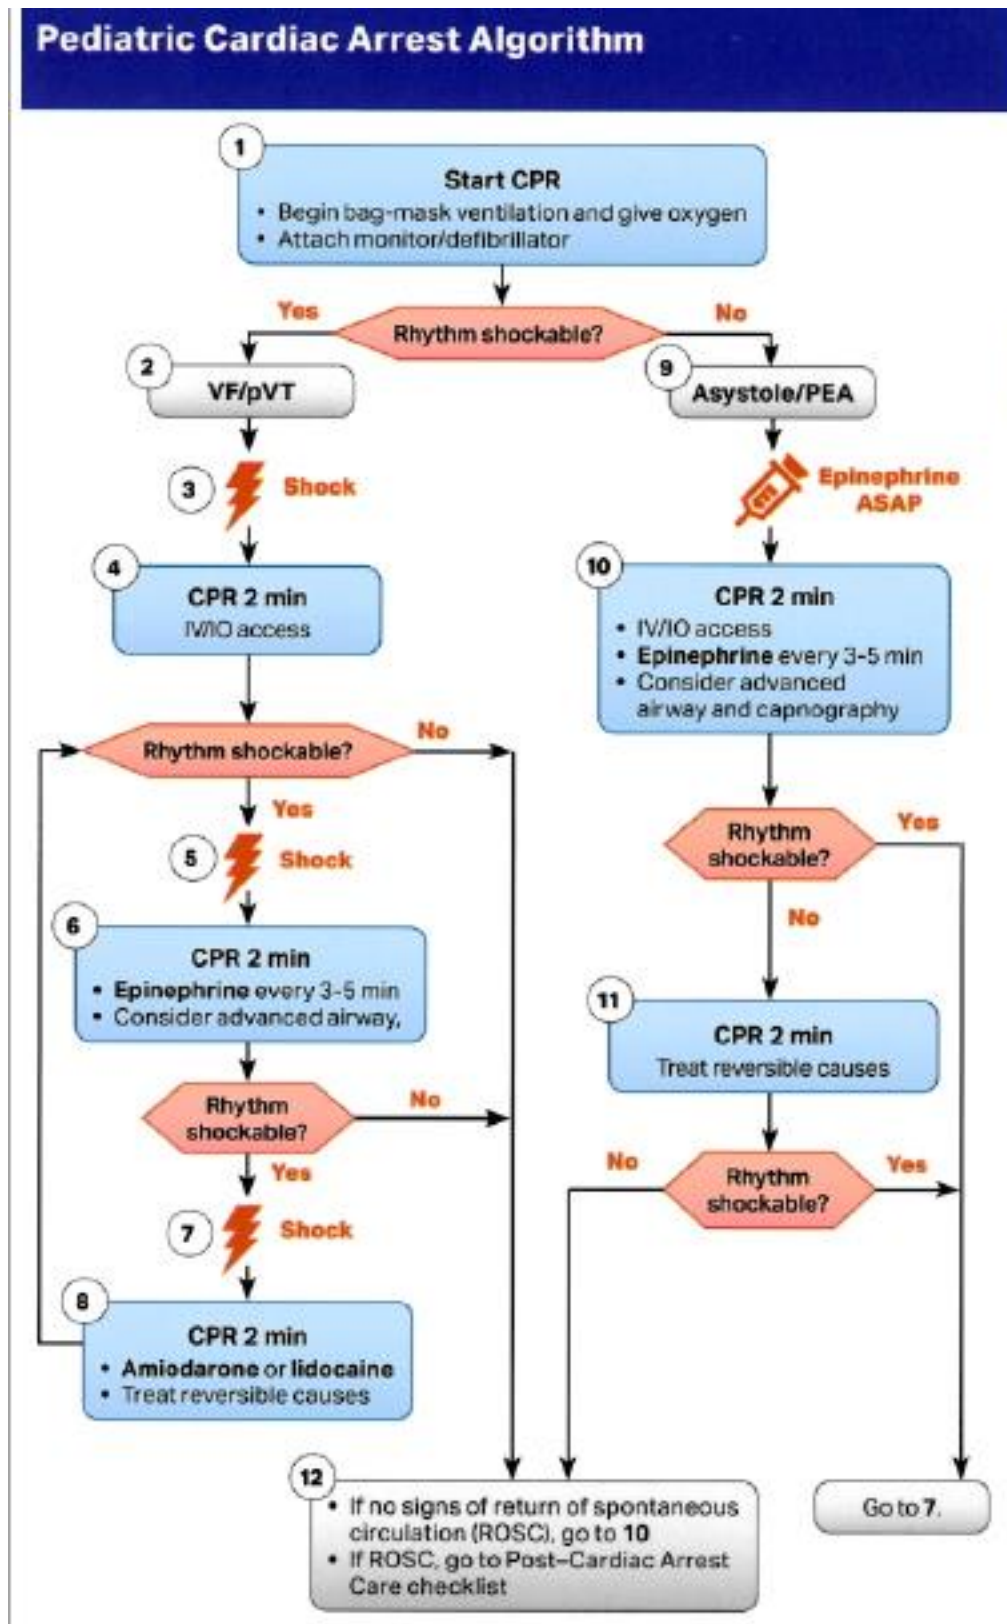 Pediatric Cardiac Arrest Algorithm
1
Start CPR
• Begin bag-mask ventilation and give oxygen
• Attach monitor/defibrillator
Yes
Rhythm shockable?
No
2
VF/pVT
9
Asystole/PEA
3
Shock
Epinephrine
ASAP
4
CPR 2 min
IV/IO access
10
CPR 2 min
• IV/IO access
• Epinephrine every 3-5 min
• Consider advanced
airway and capnography
Rhythm shockable?
No
Yes
5
Shock
Rhythm
shockable?
Yes
No
6
CPR 2 min
• Epinephrine every 3-5 min
• Consider advanced airway,
11
CPR 2 min
Treat reversible causes
Rhythm
shockable?
No
Yes
7
Shock
No
Rhythm
shockable?
Yes
8
CPR 2 min
• Amiodarone or lidocaine
• Treat reversible causes
12
• If no signs of return of spontaneous
circulation (ROSC), go to 10
• If ROSC, go to Post–Cardiac Arrest
Care checklist
Go to 7.